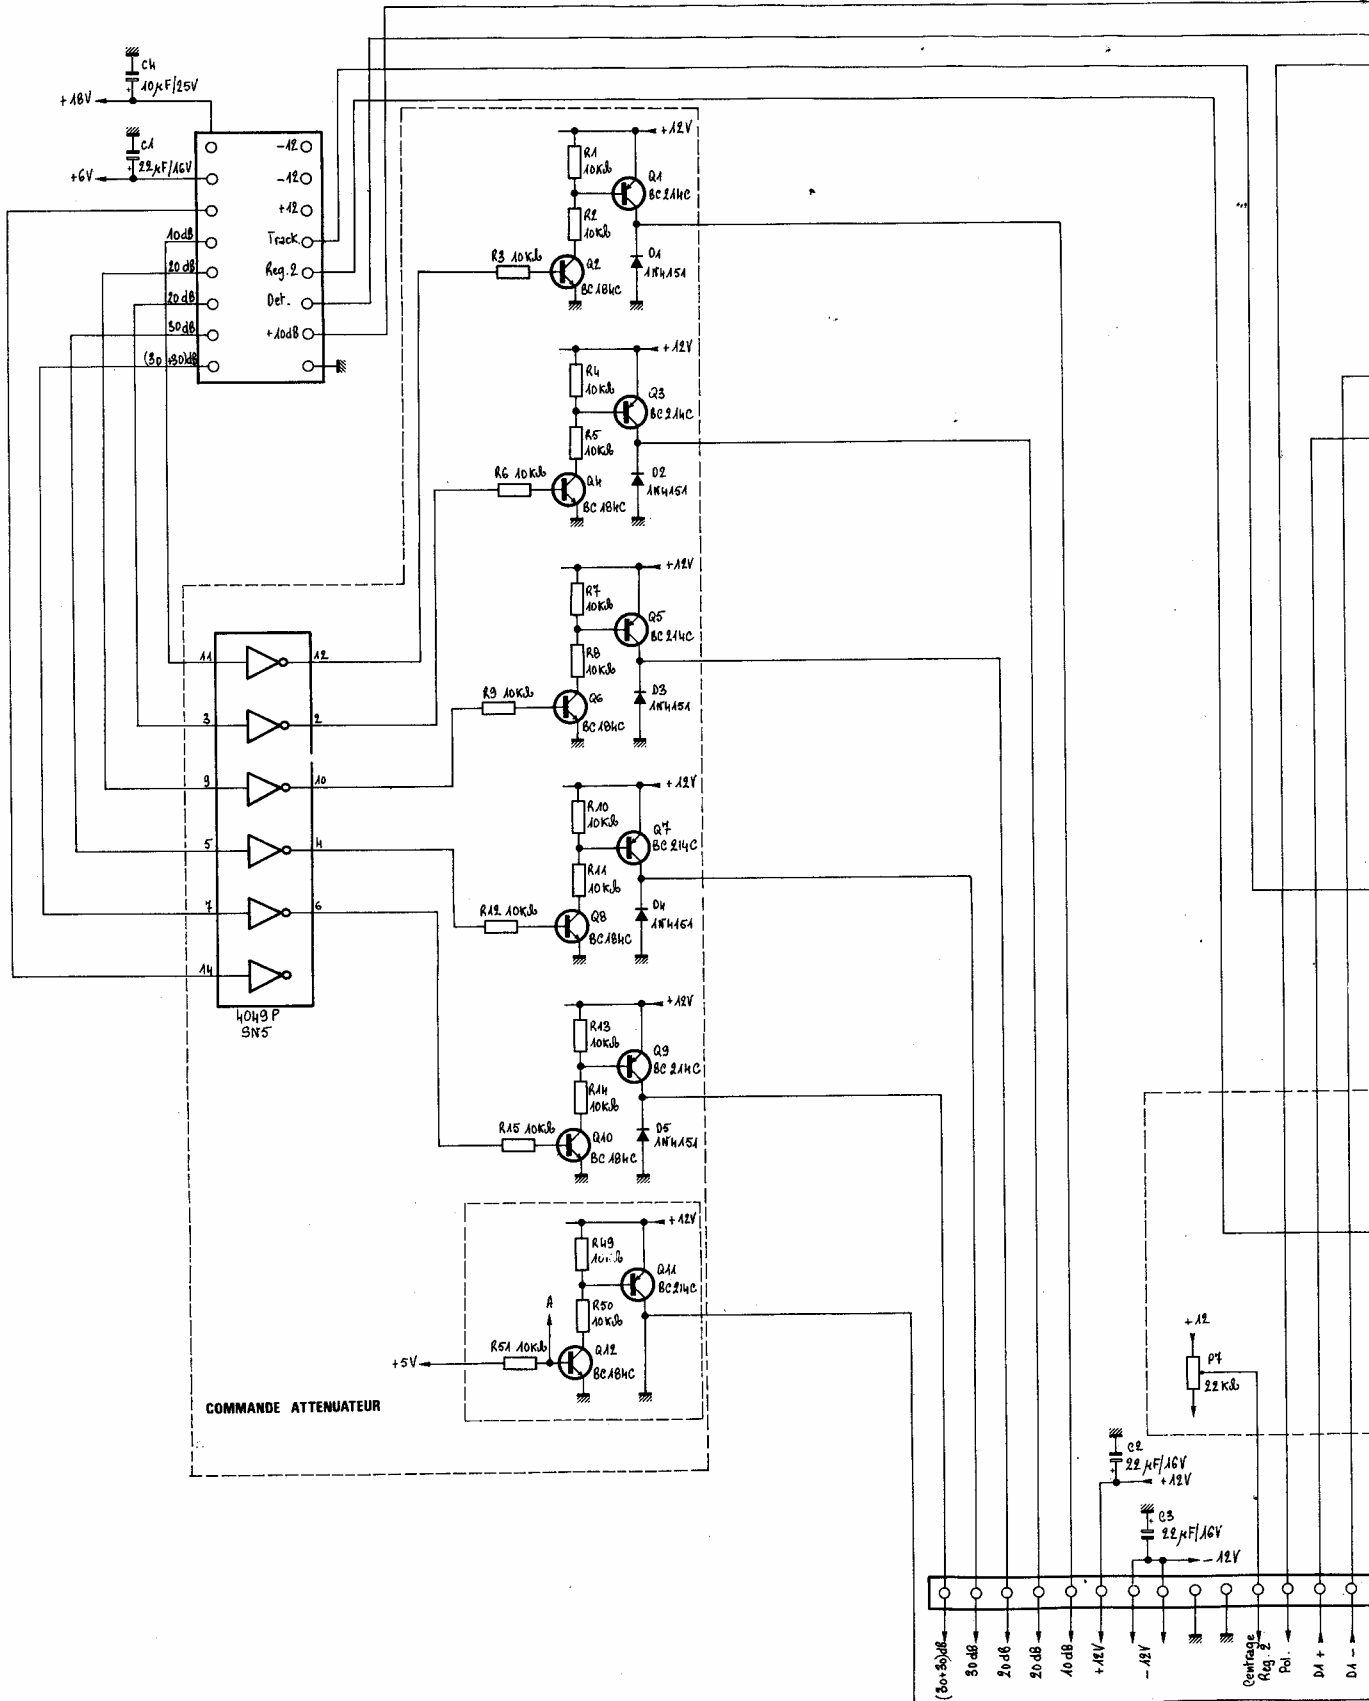 C4
10µF/25V
+18V
C1
22µF/16V
+6V
-12
-12
+12
10dB
Track.
20dB
Reg.2
20dB
Det.
30dB
+10dB
(30+30)dB
+12V
R1
10KΩ
Q1
BC214C
R2
10KΩ
R3 10KΩ
Q2
BC184C
D1
1N4151
+12V
R4
10KΩ
Q3
BC214C
R5
10KΩ
R6 10KΩ
Q4
BC184C
D2
1N4151
+12V
R7
10KΩ
Q5
BC214C
R8
10KΩ
R9 10KΩ
Q6
BC184C
D3
1N4151
11
12
3
2
9
10
5
4
7
6
14
4049P
SN5
+12V
R10
10KΩ
Q7
BC214C
R11
10KΩ
R12 10KΩ
Q8
BC184C
D4
1N4151
+12V
R13
10KΩ
Q9
BC214C
R14
10KΩ
R15 10KΩ
Q10
BC184C
D5
1N4151
+12V
R49
10KΩ
Q11
BC214C
A
R50
10KΩ
R51 10KΩ
Q12
BC184C
+5V
COMMANDE ATTENUATEUR
+12
P7
22KΩ
C2
22µF/16V
+12V
C3
22µF/16V
-12V
(30+30)dB
30dB
20dB
20dB
10dB
+12V
-12V
Centrage
Reg. 2
Pol.
D1 +
D1 -